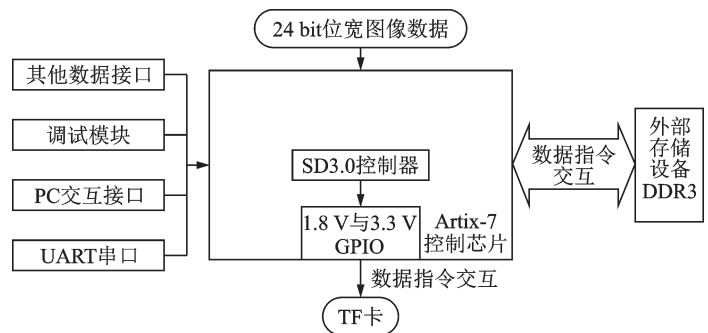 24 bit位宽图像数据
其他数据接口
调试模块
PC交互接口
UART串口
SD3.0控制器
1.8 V与3.3 V
GPIO
Artix-7
控制芯片
数据指令
交互
外部
存储
设备
DDR3
数据指令交互
TF卡